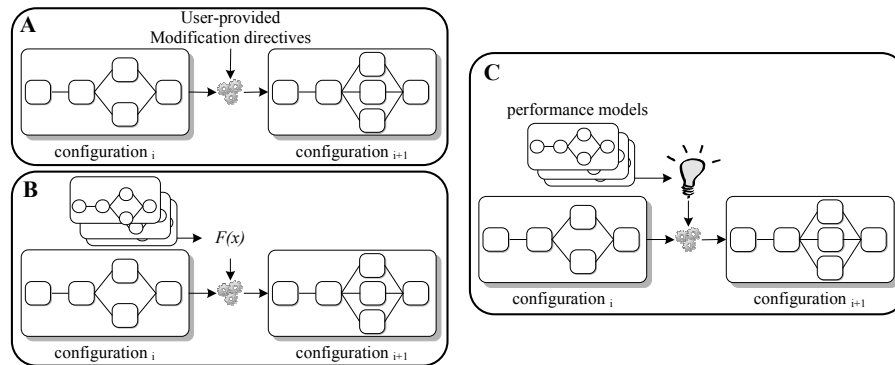 A
User-provided
Modification directives
configuration i
configuration i+1
B
F(x)
configuration i
configuration i+1
C
performance models
configuration i
configuration i+1